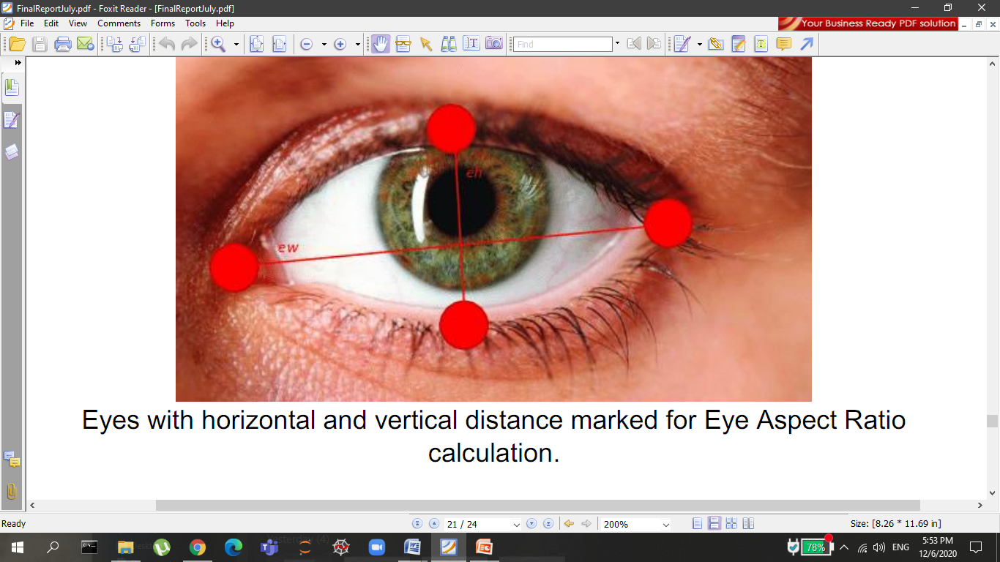 FinalReportJuly.pdf - Foxit Reader - [FinalReportJuly.pdf]
File Edit View Comments Forms Tools Help
Your Business Ready PDF solution
Find
eh
ew
Eyes with horizontal and vertical distance marked for Eye Aspect Ratio
calculation.
Ready
21 / 24
200%
Size: [8.26 * 11.69 in]
Yesterday (4)
78%
ENG
5:53 PM
12/6/2020